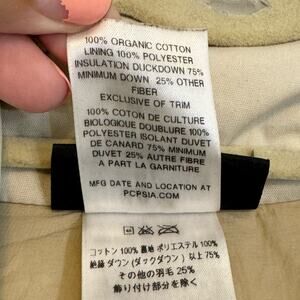 100% ORGANIC COTTON
LINING 100% POLYESTER
INSULATION DUCKDOWN 75%
MINIMUM DOWN 25% OTHER
FIBER
EXCLUSIVE OF TRIM
100% COTON DE CULTURE
BIOLOGIQUE DOUBLURE 100%
POLYESTER ISOLANT DUVET
DE CANARD 75% MINIMUM
DUVET 25% AUTRE FIBRE
A PART LA GARNITURE
MFG DATE AND LOCATION AT
PCPSIA.COM
コットン 100% 裏地 ポリエステル 100%
絶縁 ダウン (ダックダウン) 以上 75%
その他の羽毛 25%
飾り付け部分を除く